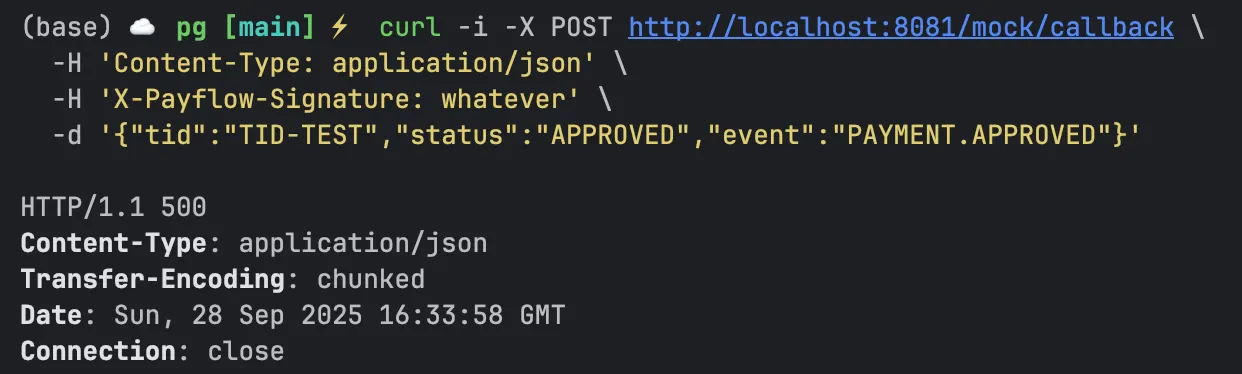 (base) ☁️ pg [main] ⚡ curl -i -X POST http://localhost:8081/mock/callback \
  -H 'Content-Type: application/json' \
  -H 'X-Payflow-Signature: whatever' \
  -d '{"tid":"TID-TEST","status":"APPROVED","event":"PAYMENT.APPROVED"}'
HTTP/1.1 500
Content-Type: application/json
Transfer-Encoding: chunked
Date: Sun, 28 Sep 2025 16:33:58 GMT
Connection: close